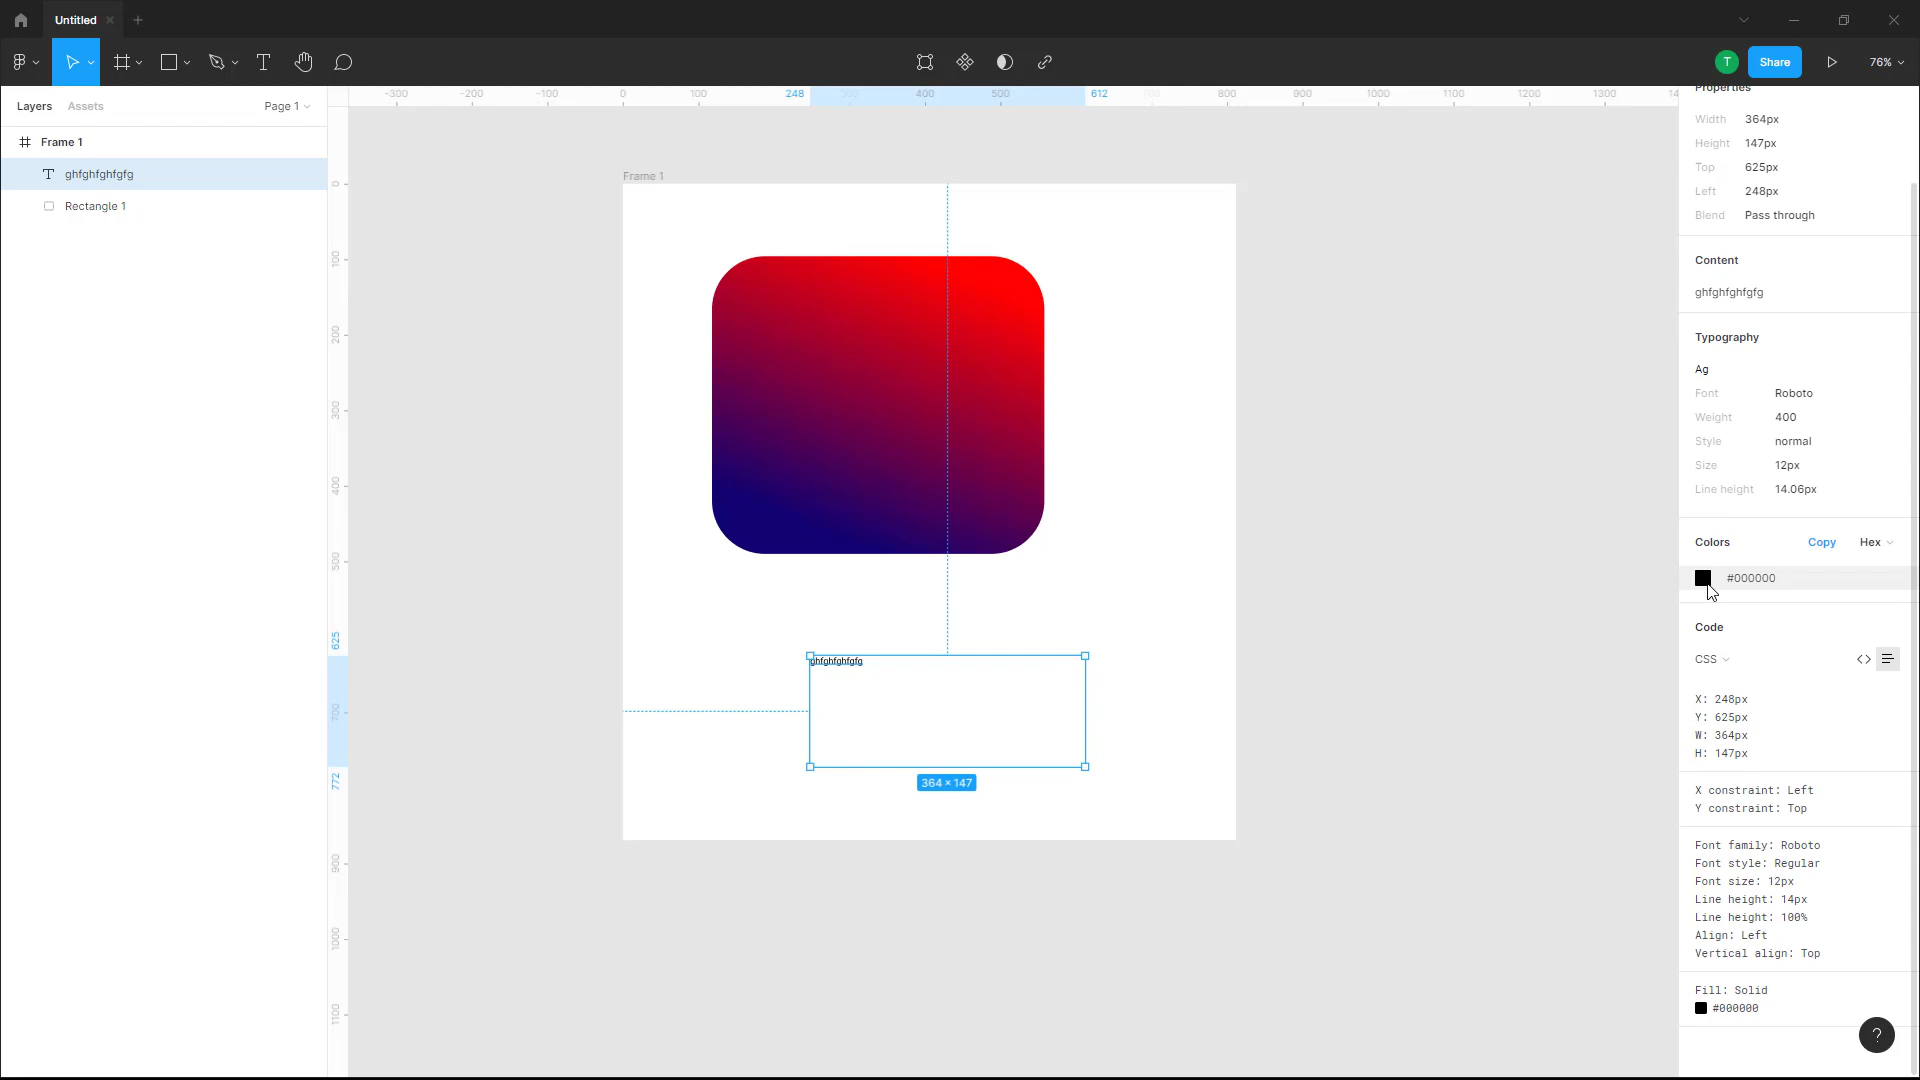 Untitled
Share
T
76%
Layers
Assets
Page 1
Frame 1
ghfghfghfgfg
Rectangle 1
-300
-200
-100
0
100
248
400
500
612
800
900
1000
1100
1200
1300
0
100
200
300
400
500
625
700
772
900
1000
1100
Frame 1
ghfghfghfgfg
364 × 147
Properties
Width 364px
Height 147px
Top 625px
Left 248px
Blend Pass through
Content
ghfghfghfgfg
Typography
Ag
Font Roboto
Weight 400
Style normal
Size 12px
Line height 14.06px
Colors Copy Hex
#000000
Code
CSS
X: 248px
Y: 625px
W: 364px
H: 147px
X constraint: Left
Y constraint: Top
Font family: Roboto
Font style: Regular
Font size: 12px
Line height: 14px
Line height: 100%
Align: Left
Vertical align: Top
Fill: Solid
#000000
?